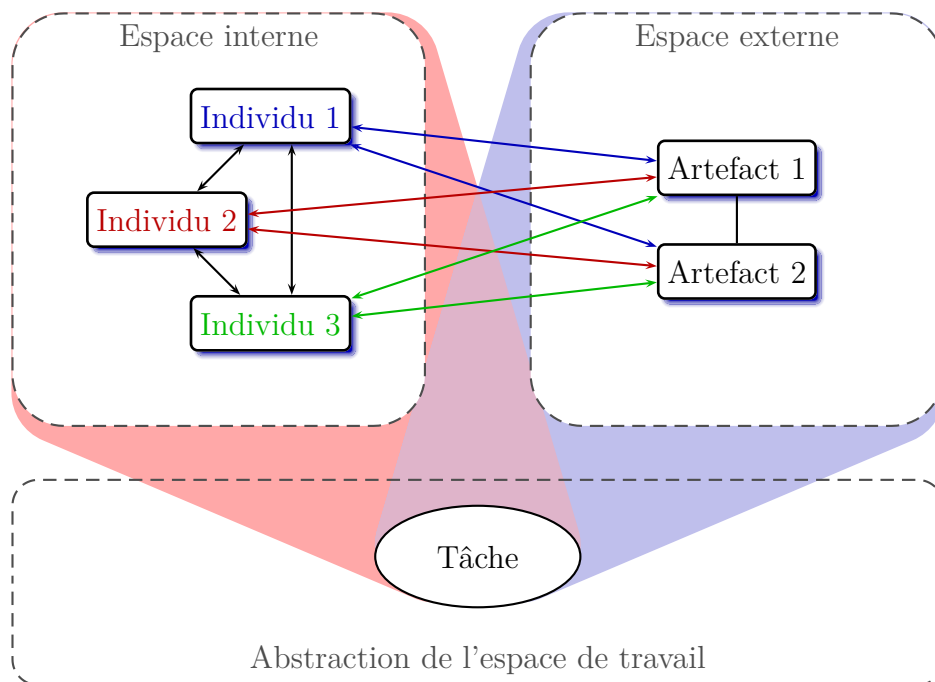 Espace interne
Espace externe
Individu 1
Artefact 1
Individu 2
Artefact 2
Individu 3
Tâche
Abstraction de l'espace de travail